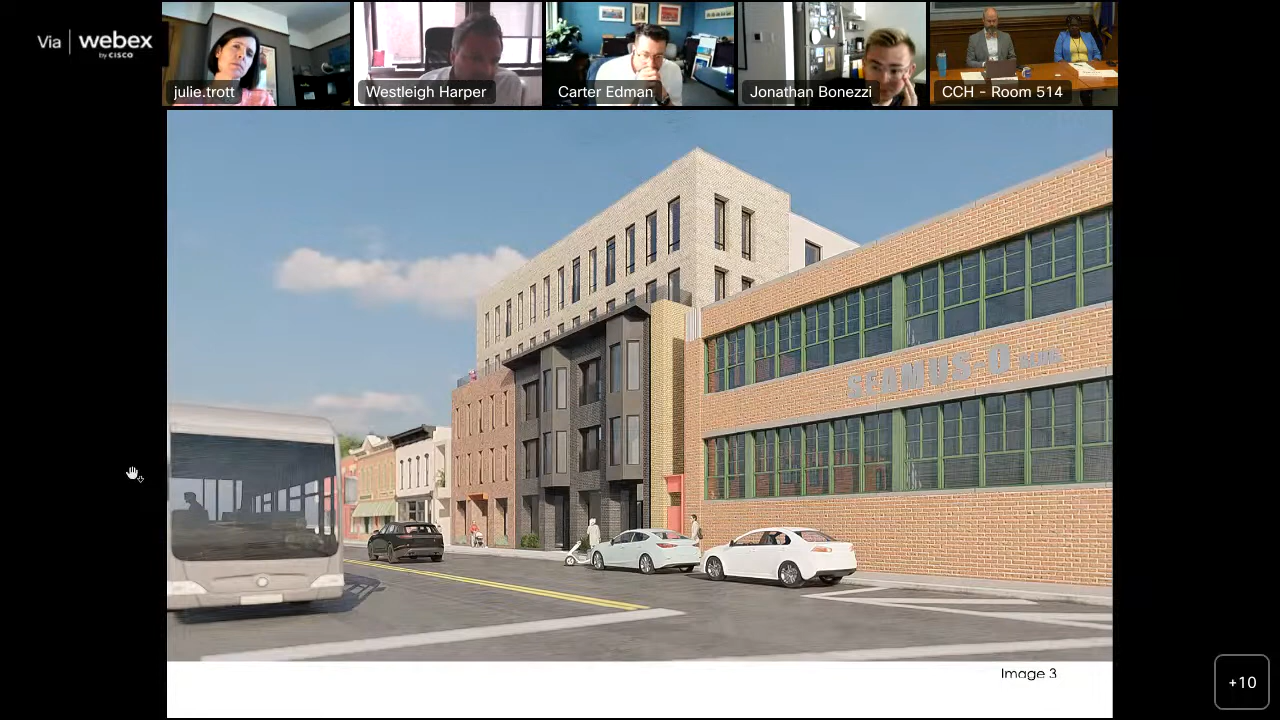 Via | webex
by CISCO
julie.trott
Westleigh Harper
Carter Edman
Jonathan Bonezzi
CCH - Room 514
SEAMUS-O BLDG.
Image 3
+10